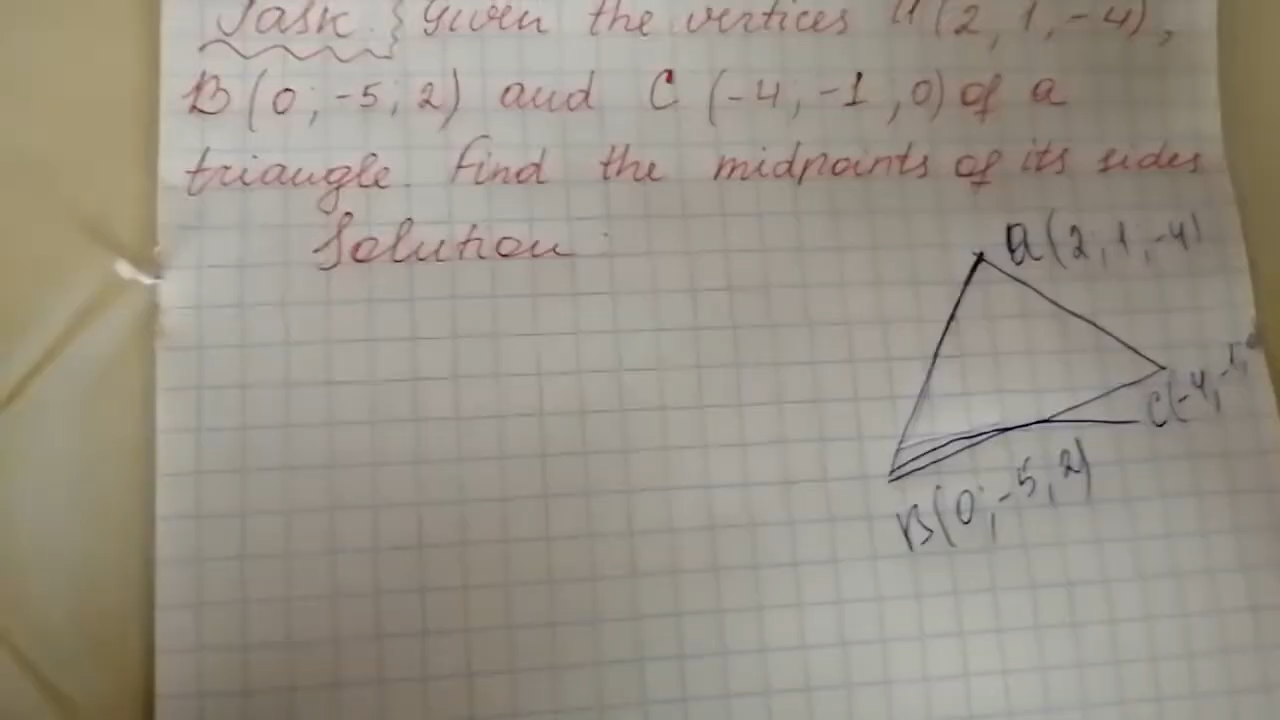 Task. } Given the vertices A(2, 1, -4),
B(0; -5; 2) and C (-4, -1, 0) of a
triangle. Find the midpoints of its sides
Solution:
A(2; 1, -4)
C(-4, -1,
B(0; -5, 2)